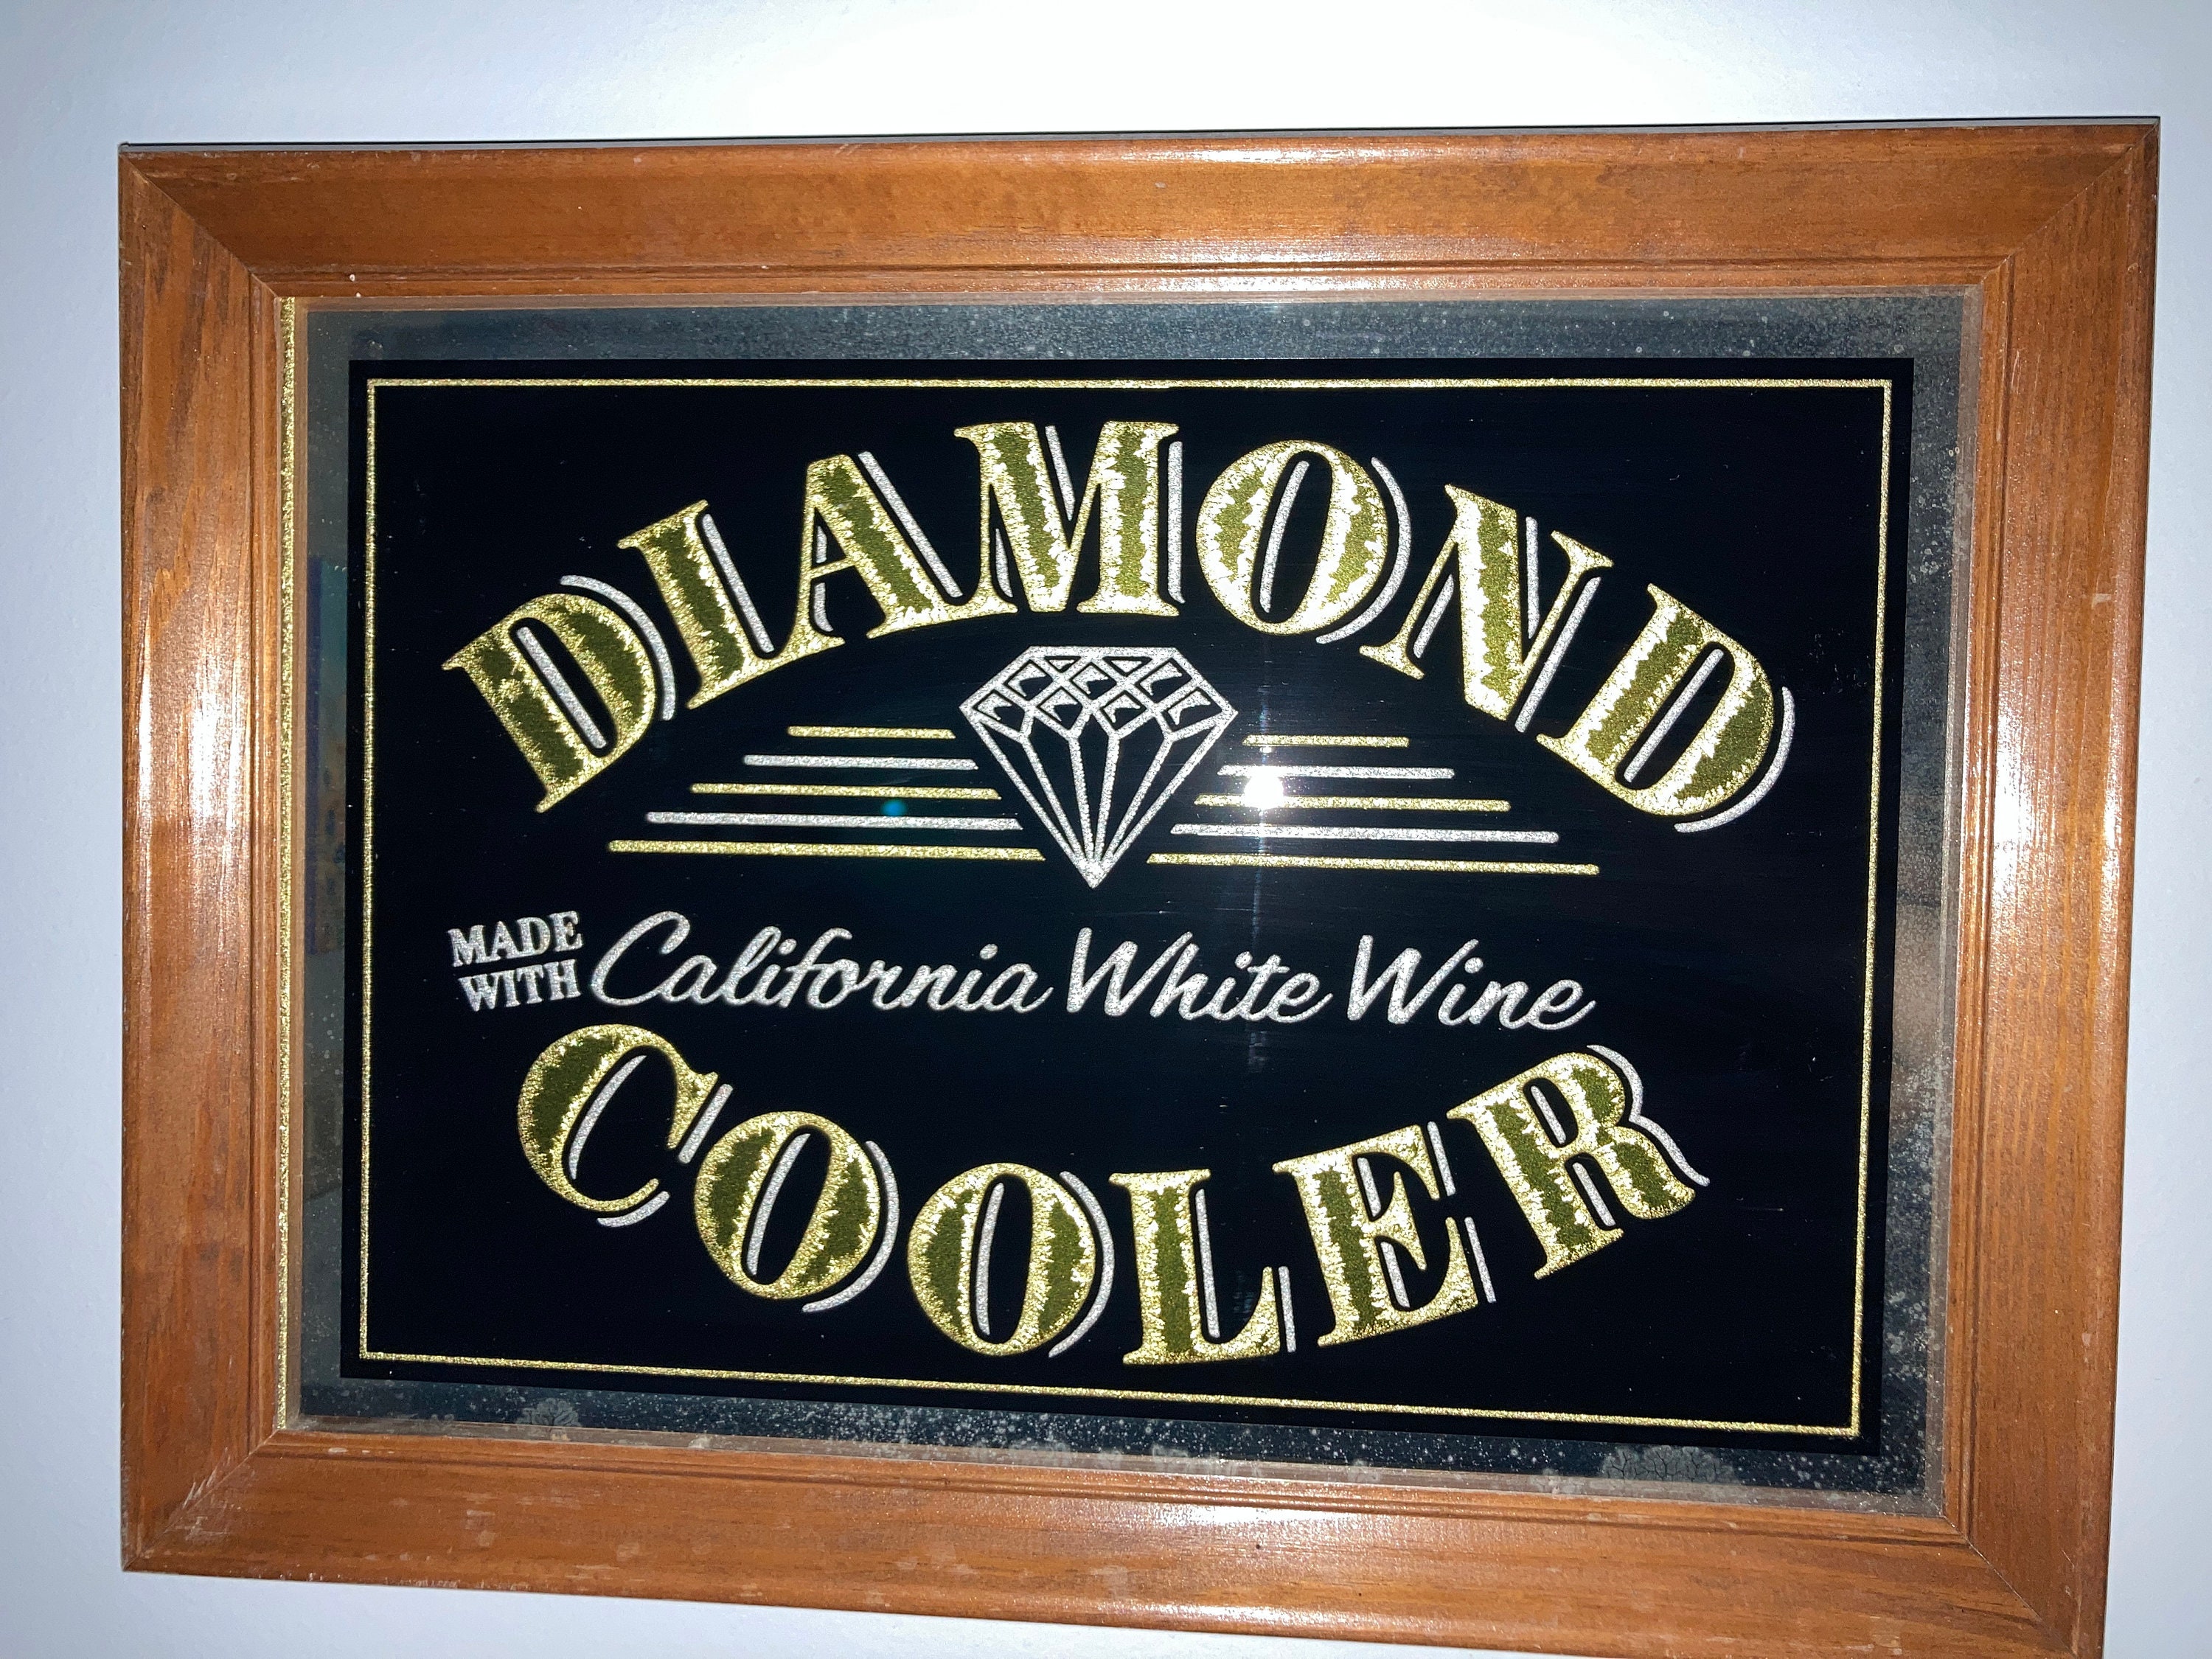 DIAMOND
MADE
WITH California White Wine
COOLER